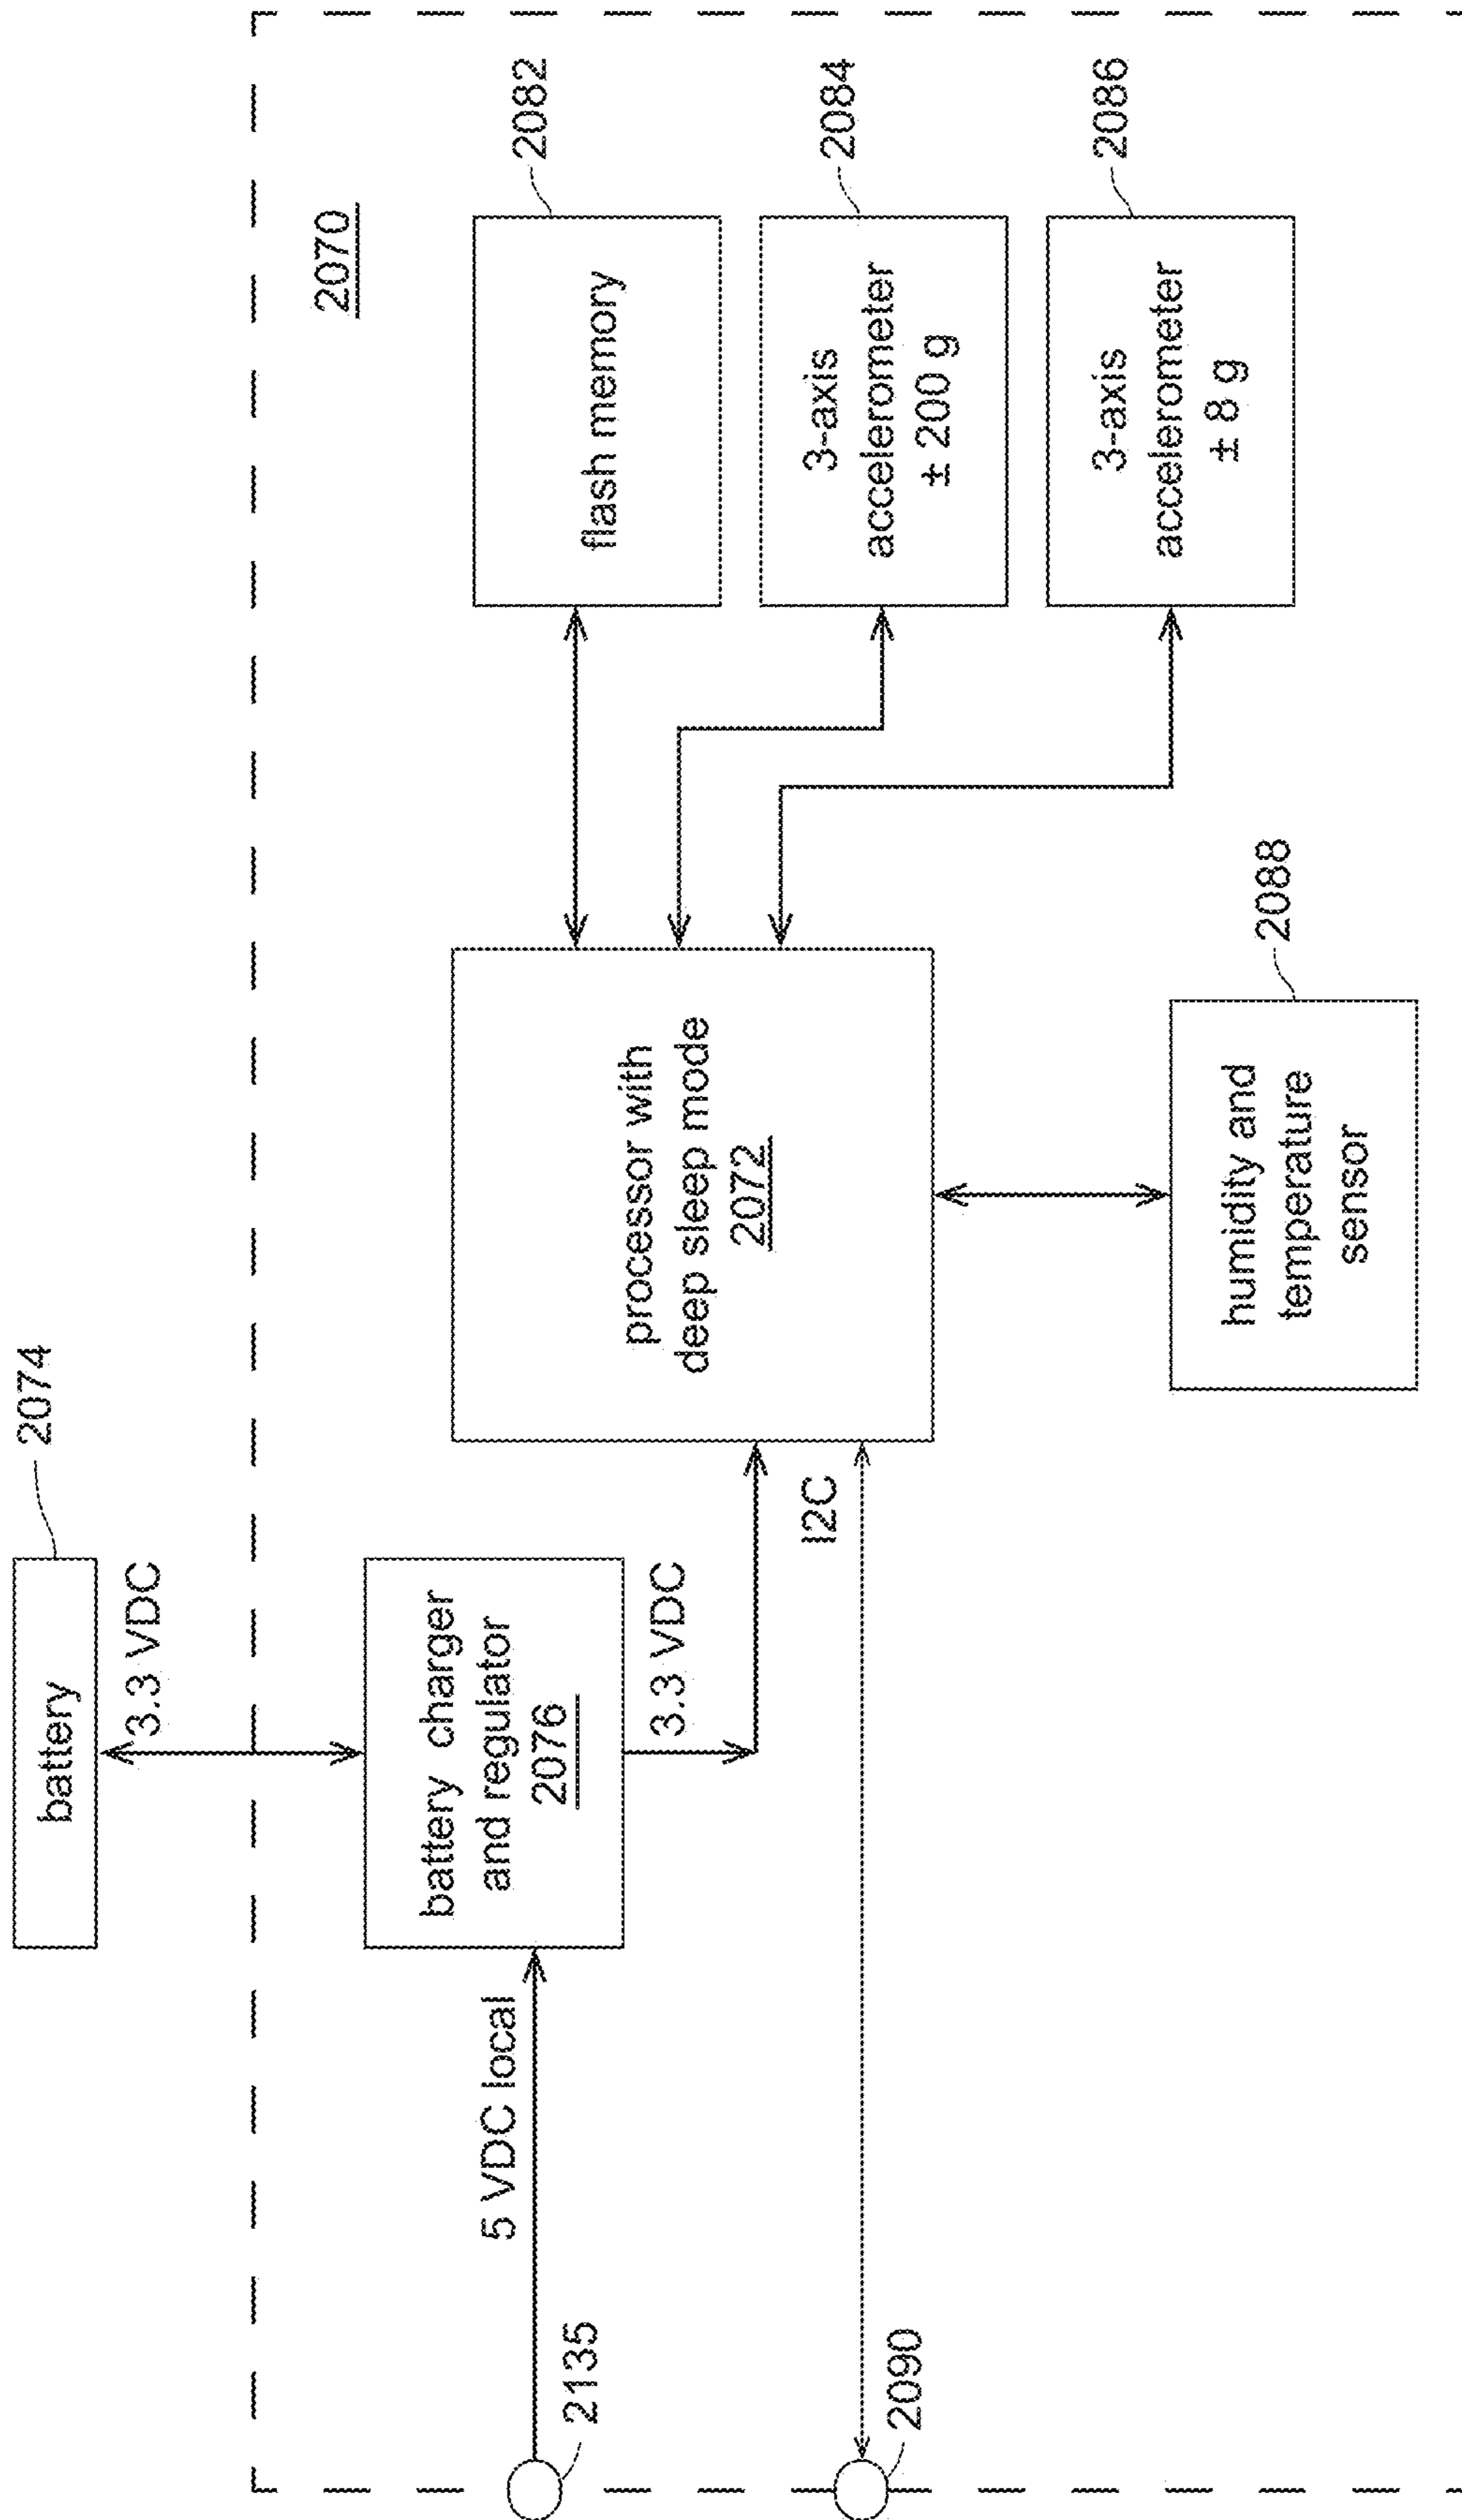 battery
2074
3.3 VDC
2070
battery charger
and regulator
2076
5 VDC local
2135
3.3 VDC
I2C
2090
processor with
deep sleep mode
2072
flash memory
2082
3-axis
accelerometer
± 200 g
2084
3-axis
accelerometer
± 8 g
2086
humidity and
temperature
sensor
2088